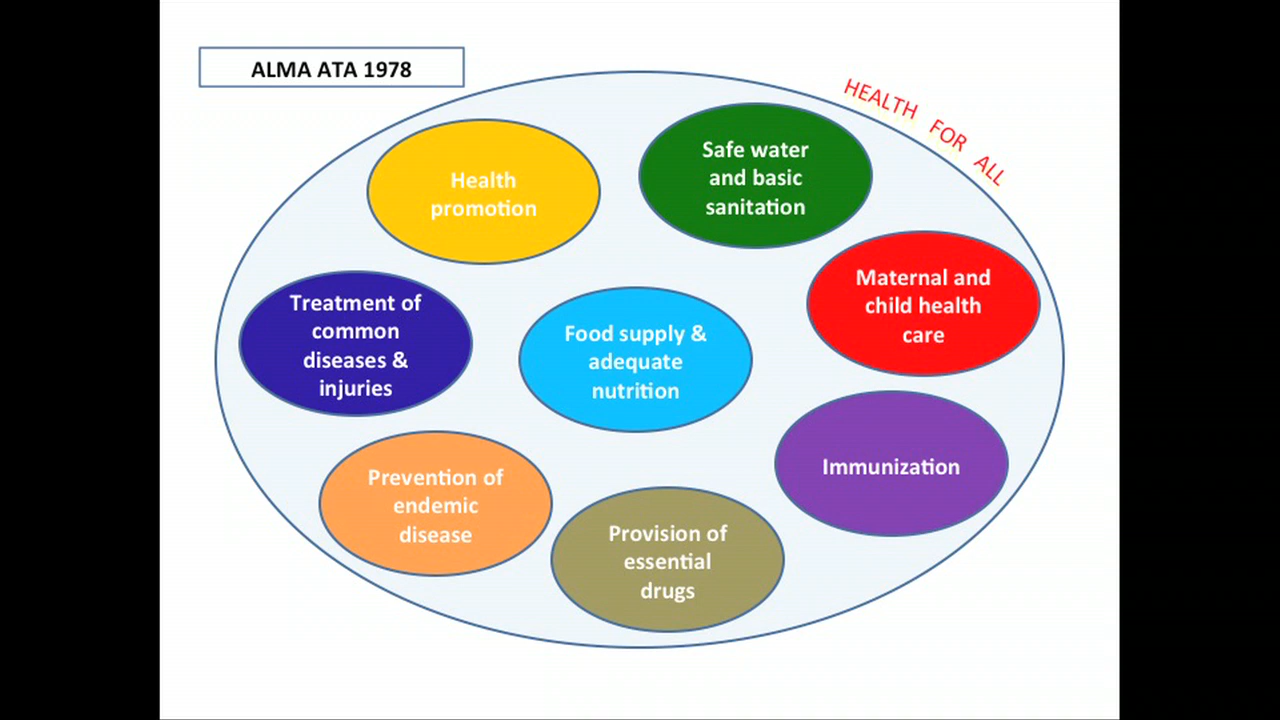 ALMA ATA 1978
HEALTH FOR ALL
Health
promotion
Safe water
and basic
sanitation
Maternal and
child health
care
Treatment of
common
diseases &
injuries
Food supply &
adequate
nutrition
Immunization
Prevention of
endemic
disease
Provision of
essential
drugs